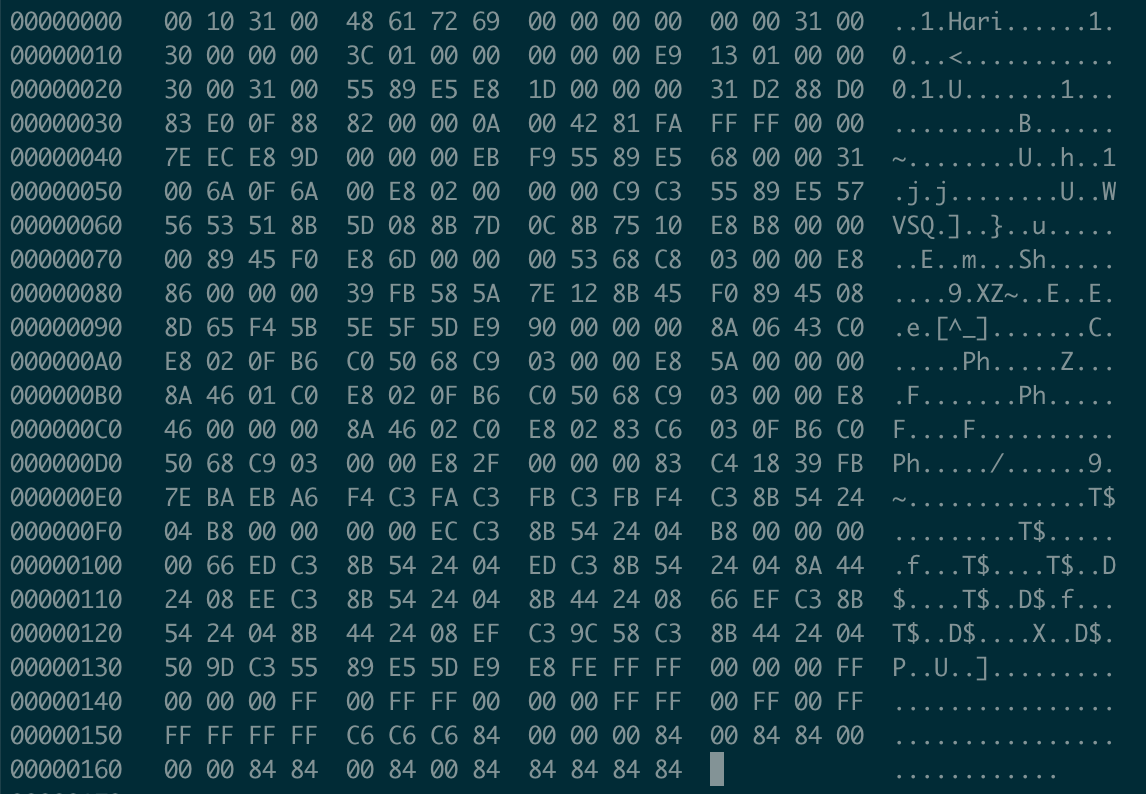 00000000 00 10 31 00 48 61 72 69 00 00 00 00 00 00 31 00 ..1.Hari......1.
00000010 30 00 00 00 3C 01 00 00 00 00 00 E9 13 01 00 00 0...<...........
00000020 30 00 31 00 55 89 E5 E8 1D 00 00 00 31 D2 88 D0 0.1.U.......1...
00000030 83 E0 0F 88 82 00 00 0A 00 42 81 FA FF FF 00 00 .........B......
00000040 7E EC E8 9D 00 00 00 EB F9 55 89 E5 68 00 00 31 ~........U..h..1
00000050 00 6A 0F 6A 00 E8 02 00 00 00 C9 C3 55 89 E5 57 .j.j........U..W
00000060 56 53 51 8B 5D 08 8B 7D 0C 8B 75 10 E8 B8 00 00 VSQ.]..}..u.....
00000070 00 89 45 F0 E8 6D 00 00 00 53 68 C8 03 00 00 E8 ..E..m...Sh.....
00000080 86 00 00 00 39 FB 58 5A 7E 12 8B 45 F0 89 45 08 ....9.XZ~..E..E.
00000090 8D 65 F4 5B 5E 5F 5D E9 90 00 00 00 8A 06 43 C0 .e.[^_].......C.
000000A0 E8 02 0F B6 C0 50 68 C9 03 00 00 E8 5A 00 00 00 .....Ph.....Z...
000000B0 8A 46 01 C0 E8 02 0F B6 C0 50 68 C9 03 00 00 E8 .F.......Ph.....
000000C0 46 00 00 00 8A 46 02 C0 E8 02 83 C6 03 0F B6 C0 F....F..........
000000D0 50 68 C9 03 00 00 E8 2F 00 00 00 83 C4 18 39 FB Ph...../......9.
000000E0 7E BA EB A6 F4 C3 FA C3 FB C3 FB F4 C3 8B 54 24 ~.............T$
000000F0 04 B8 00 00 00 00 EC C3 8B 54 24 04 B8 00 00 00 .........T$.....
00000100 00 66 ED C3 8B 54 24 04 ED C3 8B 54 24 04 8A 44 .f...T$....T$..D
00000110 24 08 EE C3 8B 54 24 04 8B 44 24 08 66 EF C3 8B $....T$..D$.f...
00000120 54 24 04 8B 44 24 08 EF C3 9C 58 C3 8B 44 24 04 T$..D$....X..D$.
00000130 50 9D C3 55 89 E5 5D E9 E8 FE FF FF 00 00 00 FF P..U..].........
00000140 00 00 00 FF 00 FF FF 00 00 00 FF FF 00 FF 00 FF ................
00000150 FF FF FF FF C6 C6 C6 84 00 00 00 84 00 84 84 00 ................
00000160 00 00 84 84 00 84 00 84 84 84 84 84 ............